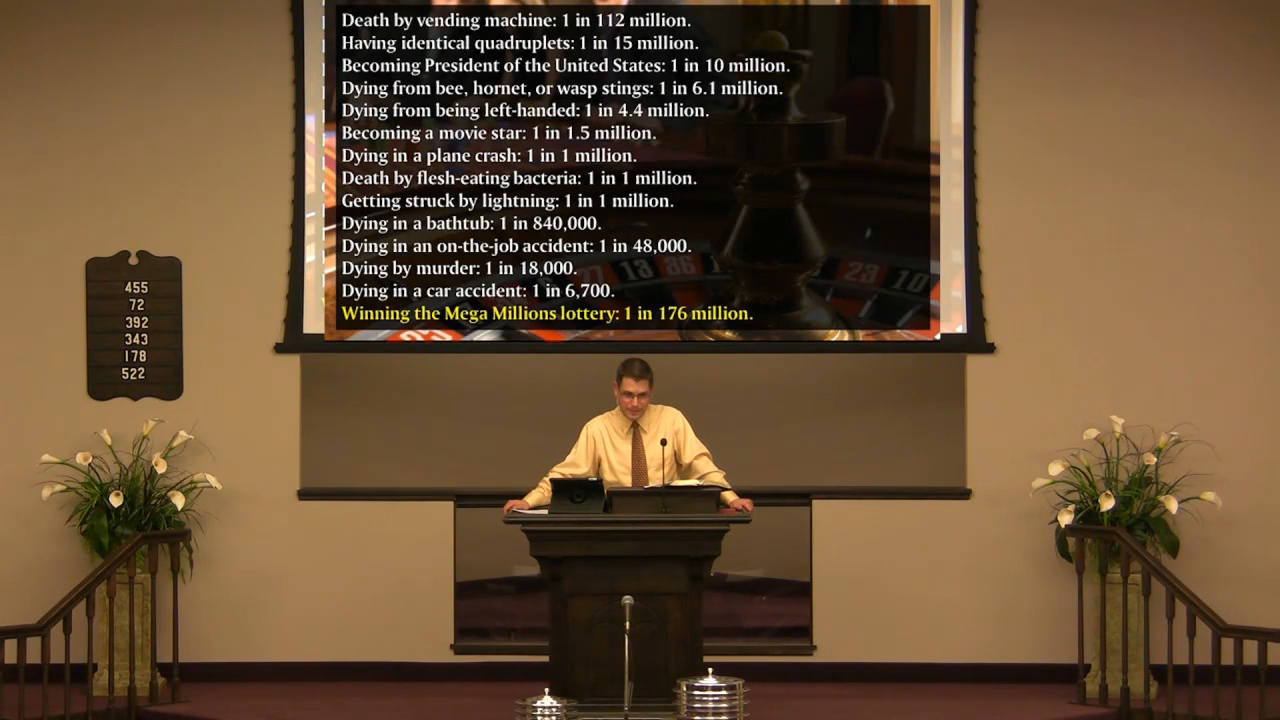 Death by vending machine: 1 in 112 million.
Having identical quadruplets: 1 in 15 million.
Becoming President of the United States: 1 in 10 million.
Dying from bee, hornet, or wasp stings: 1 in 6.1 million.
Dying from being left-handed: 1 in 4.4 million.
Becoming a movie star: 1 in 1.5 million.
Dying in a plane crash: 1 in 1 million.
Death by flesh-eating bacteria: 1 in 1 million.
Getting struck by lightning: 1 in 1 million.
Dying in a bathtub: 1 in 840,000.
Dying in an on-the-job accident: 1 in 48,000.
Dying by murder: 1 in 18,000.
Dying in a car accident: 1 in 6,700.
Winning the Mega Millions lottery: 1 in 176 million.
13 36
23 10
455
72
392
343
178
522